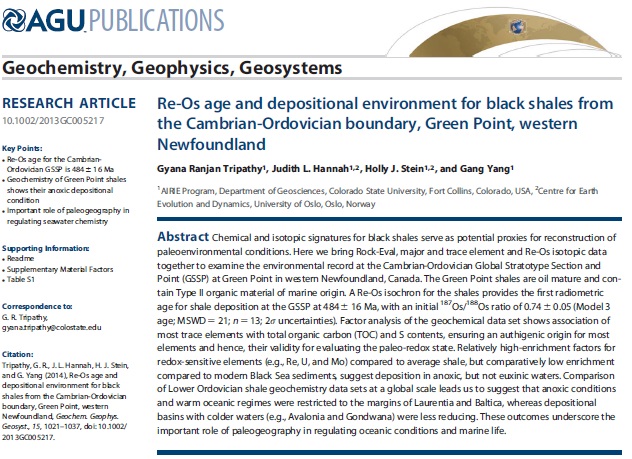 AGU PUBLICATIONS
Geochemistry, Geophysics, Geosystems
RESEARCH ARTICLE
10.1002/2013GC005217
Key Points:
• Re-Os age for the Cambrian-
Ordovician GSSP is 484 ± 16 Ma
• Geochemistry of Green Point shales
shows their anoxic depositional
condition
• Important role of paleogeography in
regulating seawater chemistry
Supporting Information:
• Readme
• Supplementary Material Factors
• Table S1
Correspondence to:
G. R. Tripathy,
gyana.tripathy@colostate.edu
Citation:
Tripathy, G. R., J. L. Hannah, H. J. Stein,
and G. Yang (2014), Re-Os age and
depositional environment for black
shales from the Cambrian-Ordovician
boundary, Green Point, western
Newfoundland, Geochem. Geophys.
Geosyst., 15, 1021–1037, doi:10.1002/
2013GC005217.
Re-Os age and depositional environment for black shales from
the Cambrian-Ordovician boundary, Green Point, western
Newfoundland
Gyana Ranjan Tripathy¹, Judith L. Hannah¹,², Holly J. Stein¹,², and Gang Yang¹
¹AIRIE Program, Department of Geosciences, Colorado State University, Fort Collins, Colorado, USA, ²Centre for Earth
Evolution and Dynamics, University of Oslo, Oslo, Norway
Abstract Chemical and isotopic signatures for black shales serve as potential proxies for reconstruction of
paleoenvironmental conditions. Here we bring Rock-Eval, major and trace element and Re-Os isotopic data
together to examine the environmental record at the Cambrian-Ordovician Global Stratotype Section and
Point (GSSP) at Green Point in western Newfoundland, Canada. The Green Point shales are oil mature and con-
tain Type II organic material of marine origin. A Re-Os isochron for the shales provides the first radiometric
age for shale deposition at the GSSP at 484 ± 16 Ma, with an initial ¹⁸⁷Os/¹⁸⁸Os ratio of 0.74 ± 0.05 (Model 3
age; MSWD = 21; n = 13; 2σ uncertainties). Factor analysis of the geochemical data set shows association of
most trace elements with total organic carbon (TOC) and S contents, ensuring an authigenic origin for most
elements and hence, their validity for evaluating the paleo-redox state. Relatively high-enrichment factors for
redox-sensitive elements (e.g., Re, U, and Mo) compared to average shale, but comparatively low enrichment
compared to modern Black Sea sediments, suggest deposition in anoxic, but not euxinic waters. Comparison
of Lower Ordovician shale geochemistry data sets at a global scale leads us to suggest that anoxic conditions
and warm oceanic regimes were restricted to the margins of Laurentia and Baltica, whereas depositional
basins with colder waters (e.g., Avalonia and Gondwana) were less reducing. These outcomes underscore the
important role of paleogeography in regulating oceanic conditions and marine life.